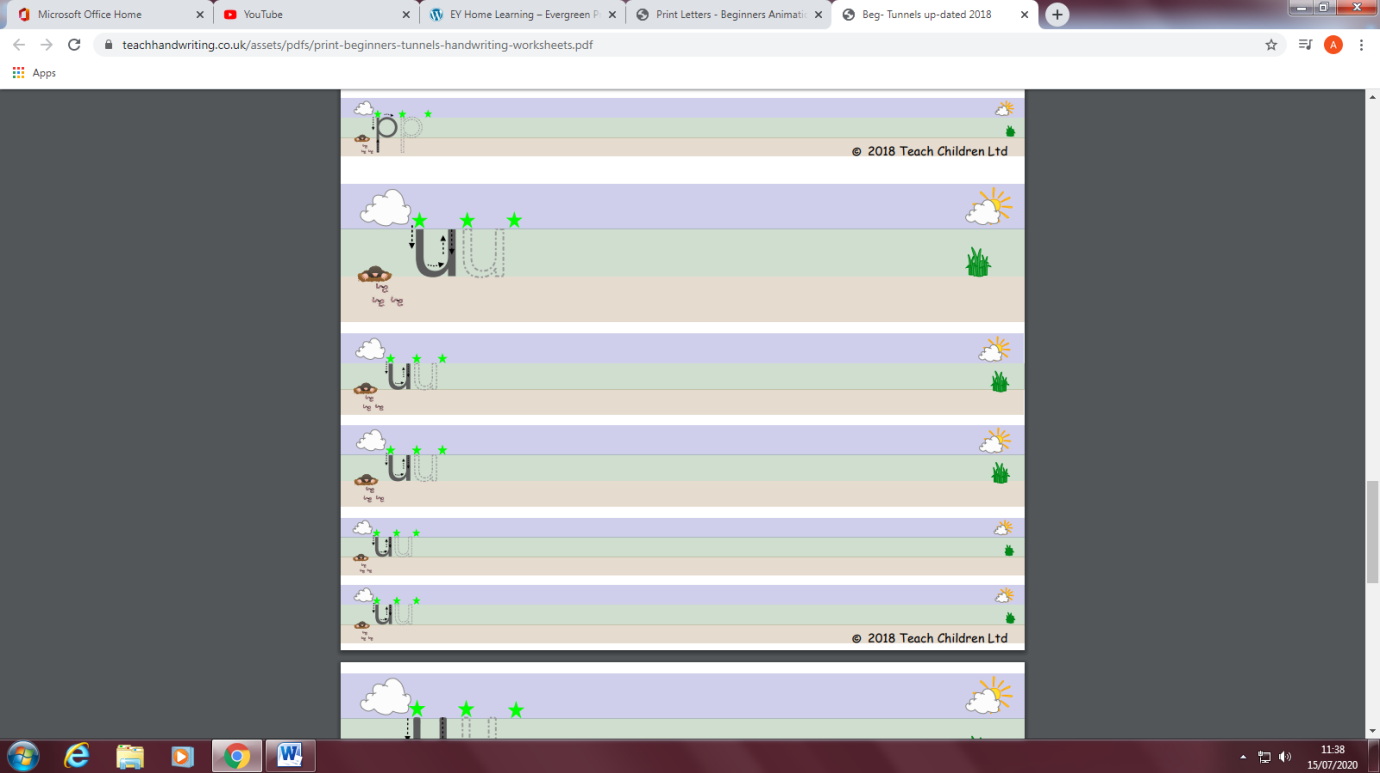 Microsoft Office Home
YouTube
EY Home Learning – Evergreen P
Print Letters - Beginners Animatic
Beg- Tunnels up-dated 2018
teachhandwriting.co.uk/assets/pdfs/print-beginners-tunnels-handwriting-worksheets.pdf
A
Apps
p p
© 2018 Teach Children Ltd
u u
u u
u u
u u
u u
© 2018 Teach Children Ltd
11:38
15/07/2020